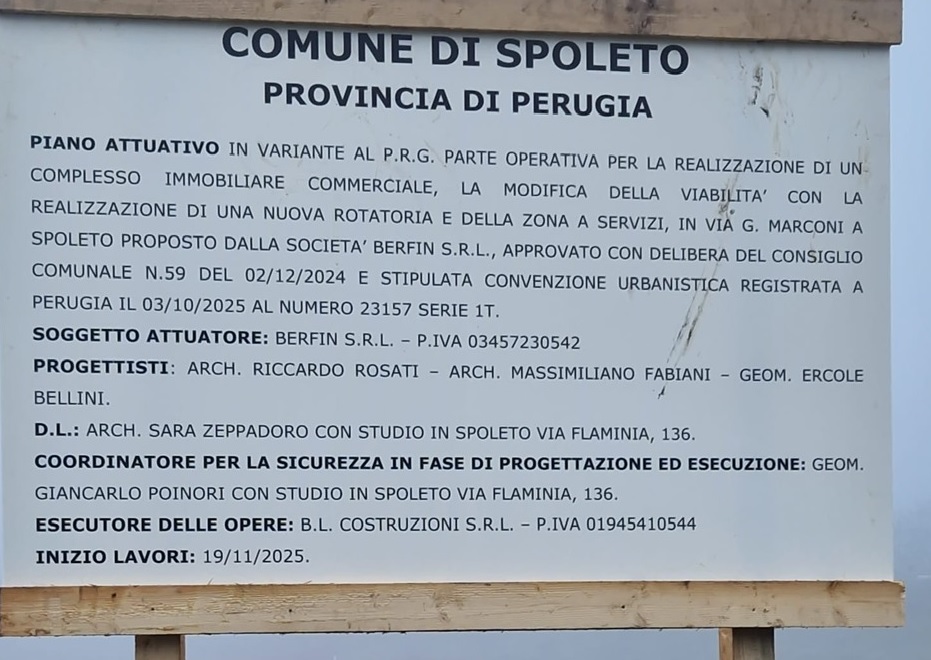 COMUNE DI SPOLETO
PROVINCIA DI PERUGIA
PIANO ATTUATIVO IN VARIANTE AL P.R.G. PARTE OPERATIVA PER LA REALIZZAZIONE DI UN
COMPLESSO IMMOBILIARE COMMERCIALE, LA MODIFICA DELLA VIABILITA’ CON LA
REALIZZAZIONE DI UNA NUOVA ROTATORIA E DELLA ZONA A SERVIZI, IN VIA G. MARCONI A
SPOLETO PROPOSTO DALLA SOCIETA’ BERFIN S.R.L., APPROVATO CON DELIBERA DEL CONSIGLIO
COMUNALE N.59 DEL 02/12/2024 E STIPULATA CONVENZIONE URBANISTICA REGISTRATA A
PERUGIA IL 03/10/2025 AL NUMERO 23157 SERIE 1T.
SOGGETTO ATTUATORE: BERFIN S.R.L. – P.IVA 03457230542
PROGETTISTI: ARCH. RICCARDO ROSATI – ARCH. MASSIMILIANO FABIANI – GEOM. ERCOLE
BELLINI.
D.L.: ARCH. SARA ZEPPADORO CON STUDIO IN SPOLETO VIA FLAMINIA, 136.
COORDINATORE PER LA SICUREZZA IN FASE DI PROGETTAZIONE ED ESECUZIONE: GEOM.
GIANCARLO POINORI CON STUDIO IN SPOLETO VIA FLAMINIA, 136.
ESECUTORE DELLE OPERE: B.L. COSTRUZIONI S.R.L. – P.IVA 01945410544
INIZIO LAVORI: 19/11/2025.